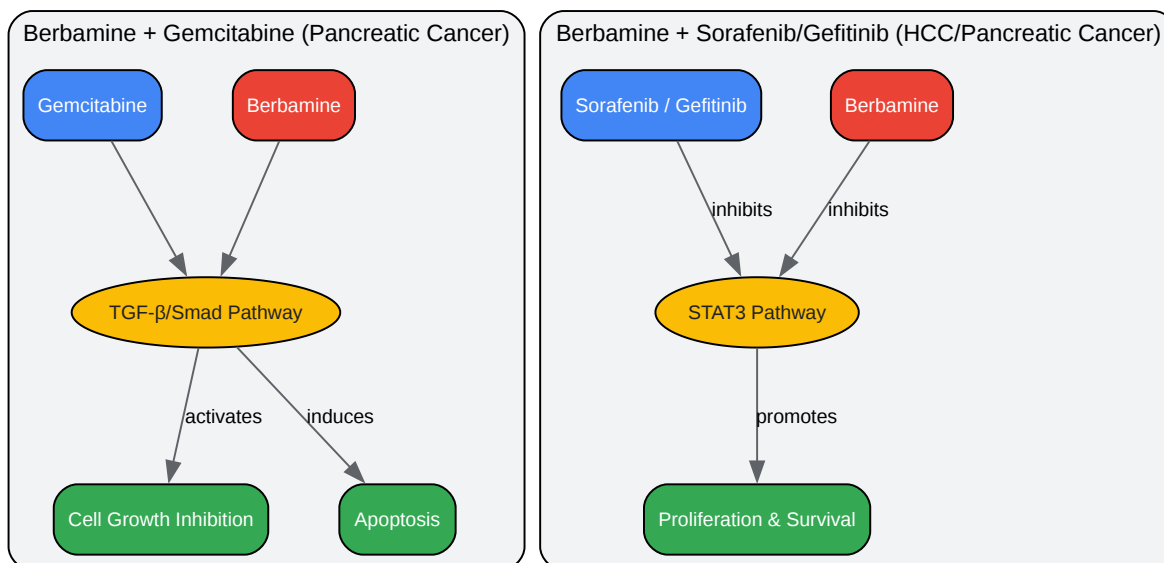 Berbamine + Gemcitabine (Pancreatic Cancer)
Gemcitabine
Berbamine
TGF-β/Smad Pathway
activates
induces
Cell Growth Inhibition
Apoptosis
Berbamine + Sorafenib/Gefitinib (HCC/Pancreatic Cancer)
Sorafenib / Gefitinib
Berbamine
inhibits
inhibits
STAT3 Pathway
promotes
Proliferation & Survival